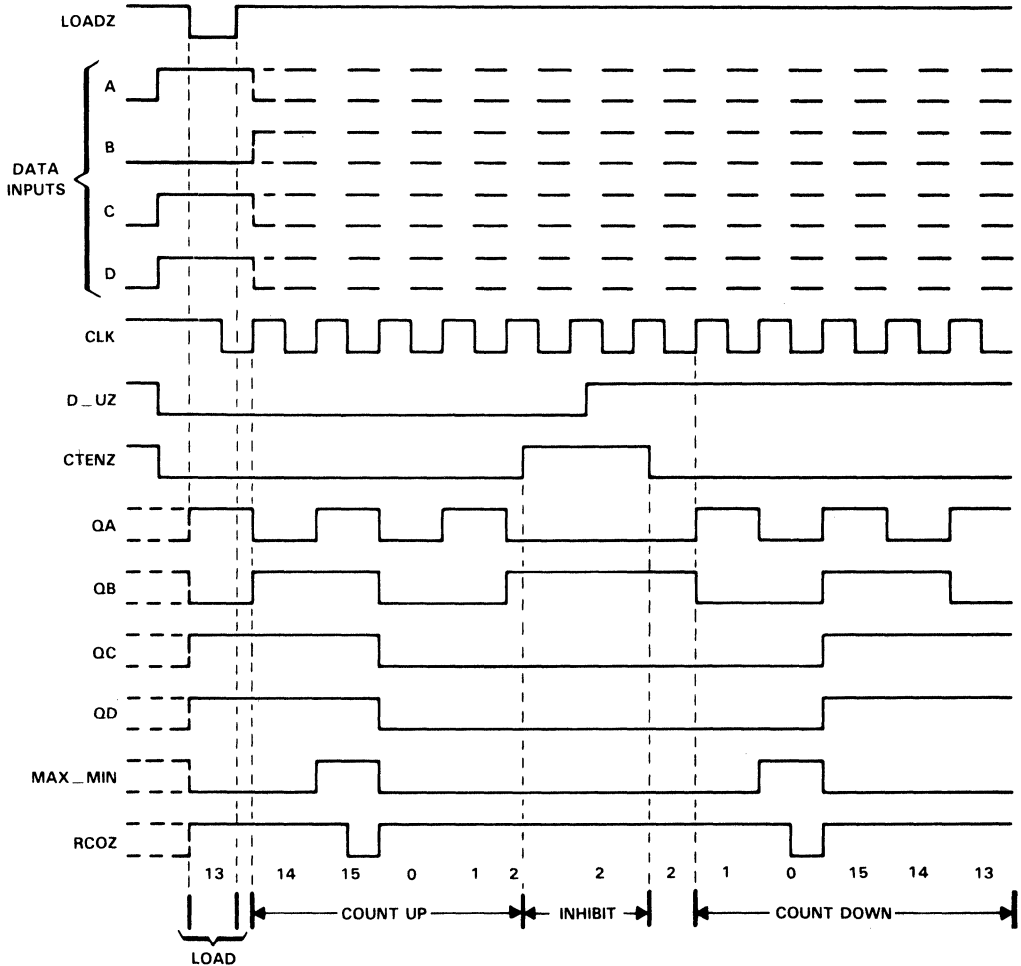 LOADZ
A
B
DATA
INPUTS
C
D
CLK
D_UZ
CTENZ
QA
QB
QC
QD
MAX_MIN
RCOZ
13 14 15 0 1 2 2 2 1 0 15 14 13
COUNT UP INHIBIT COUNT DOWN
LOAD